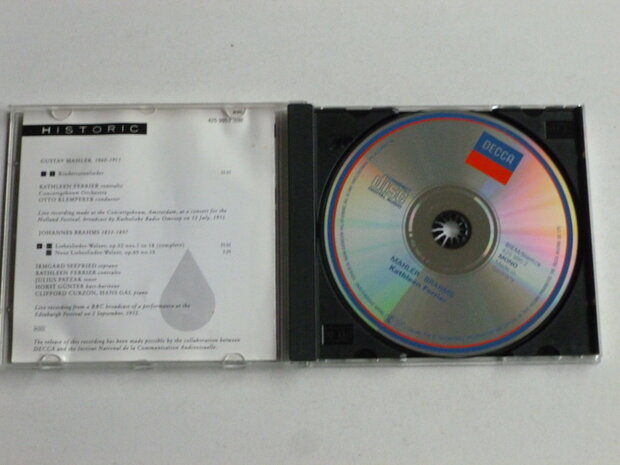 HISTORIC
GUSTAV MAHLER, 1860-1911
Kindertotenlieder
KATHLEEN FERRIER contralto
Concertgebouw Orchestra
OTTO KLEMPERER conductor
Live recording made at the Concertgebouw, Amsterdam, at a concert for the
Holland Festival, broadcast by Katholieke Radio Omroep on 12 July, 1951.
JOHANNES BRAHMS 1833-1897
Liebeslieder-Walzer, op.52 nos.1 to 18 (complete)
Neue Liebeslieder-Walzer, op.65 no.15
IRMGARD SEEFRIED soprano
KATHLEEN FERRIER contralto
JULIUS PATZAK tenor
HORST GÜNTER bass-baritone
CLIFFORD CURZON, HANS GÁL, piano
Live recording from a BBC broadcast of a performance at the
Edinburgh Festival on 2 September, 1952.
The release of this recording has been made possible by the collaboration between
DECCA and the Institut National de la Communication Audiovisuelle.
DECCA
COMPACT
disc
DIGITAL AUDIO
MONO
MAHLER, BRAHMS
Kathleen Ferrier